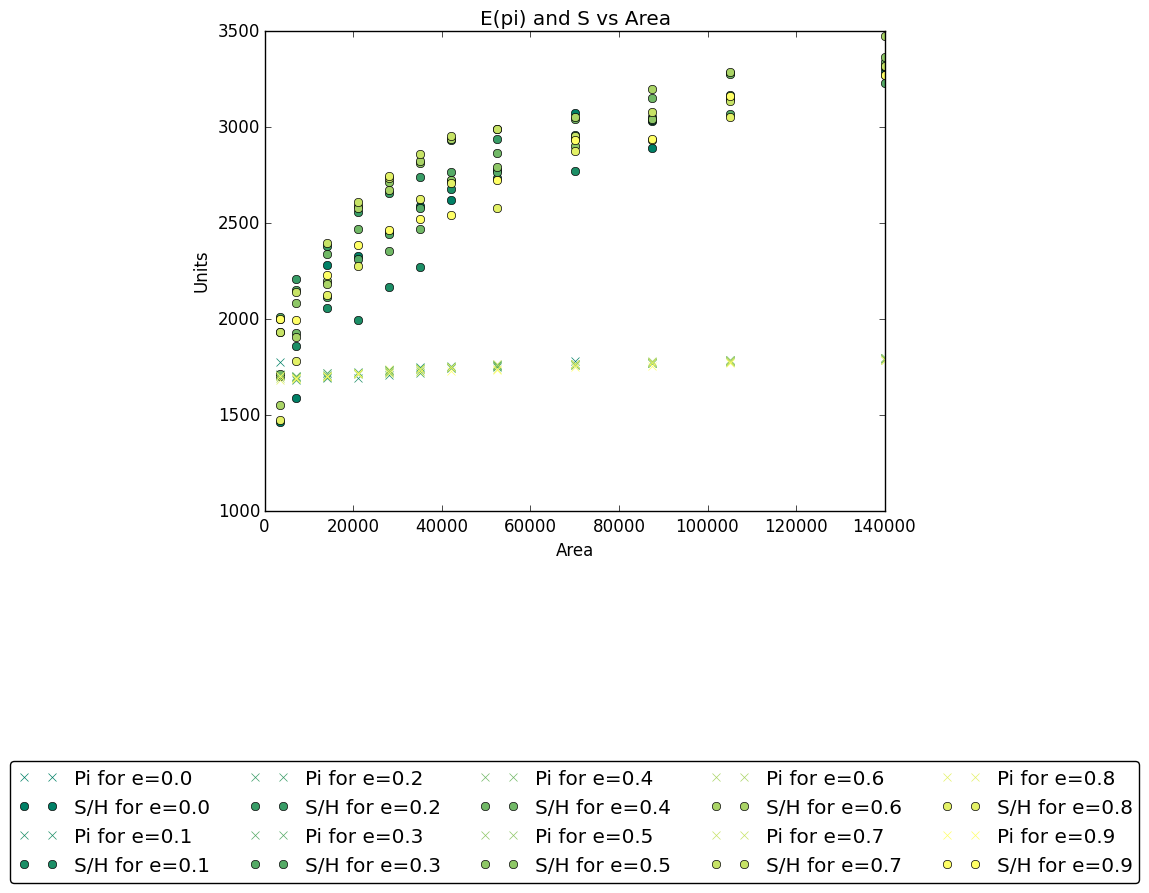 E(pi) and S vs Area
3500
3000
2500
2000
1500
1000
Units
0 20000 40000 60000 80000 100000 120000 140000
Area
Pi for e=0.0 Pi for e=0.2 Pi for e=0.4 Pi for e=0.6 Pi for e=0.8
S/H for e=0.0 S/H for e=0.2 S/H for e=0.4 S/H for e=0.6 S/H for e=0.8
Pi for e=0.1 Pi for e=0.3 Pi for e=0.5 Pi for e=0.7 Pi for e=0.9
S/H for e=0.1 S/H for e=0.3 S/H for e=0.5 S/H for e=0.7 S/H for e=0.9